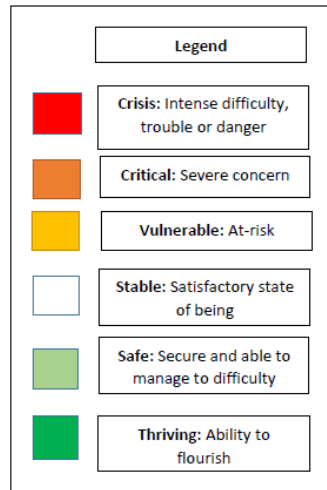 Legend
Crisis: Intense difficulty,
trouble or danger
Critical: Severe concern
Vulnerable: At-risk
Stable: Satisfactory state
of being
Safe: Secure and able to
manage to difficulty
Thriving: Ability to
flourish